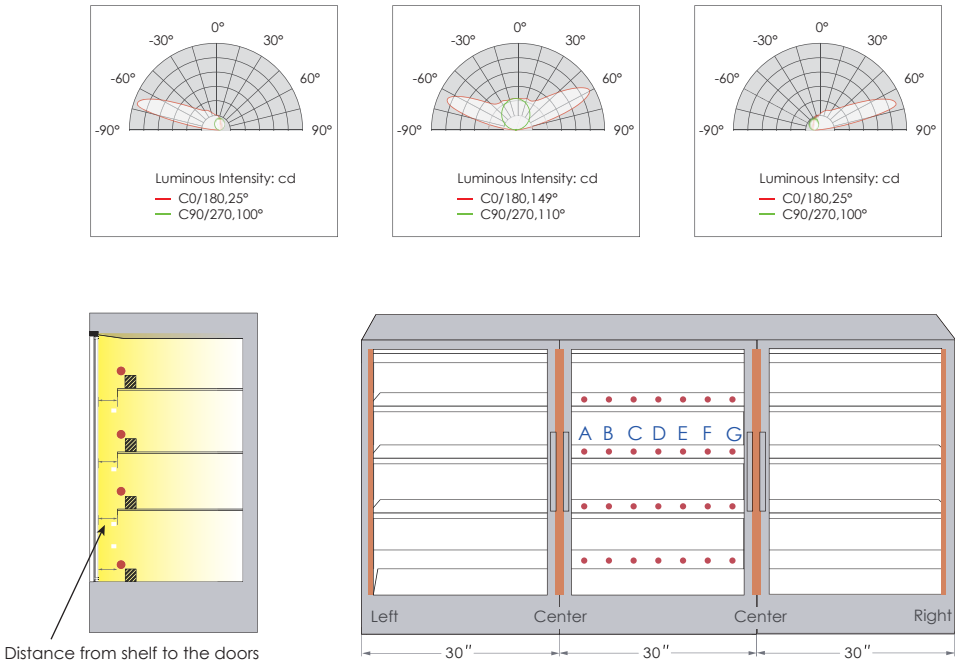 0°
-30°
30°
-60°
60°
-90°
90°
Luminous Intensity: cd
C0/180,25°
C90/270,100°
0°
-30°
30°
-60°
60°
-90°
90°
Luminous Intensity: cd
C0/180,149°
C90/270,110°
0°
-30°
30°
-60°
60°
-90°
90°
Luminous Intensity: cd
C0/180,25°
C90/270,100°
Distance from shelf to the doors
A B C D E F G
Left Center Center Right
30" 30" 30"